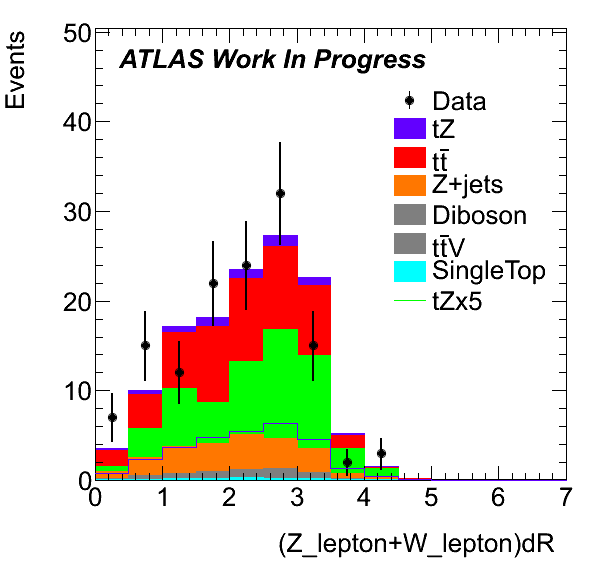 Events
ATLAS Work In Progress
Data
tZ
tt̄
Z+jets
Diboson
tt̄V
SingleTop
tZx5
50
40
30
20
10
0
0 1 2 3 4 5 6 7
(Z_lepton+W_lepton)dR